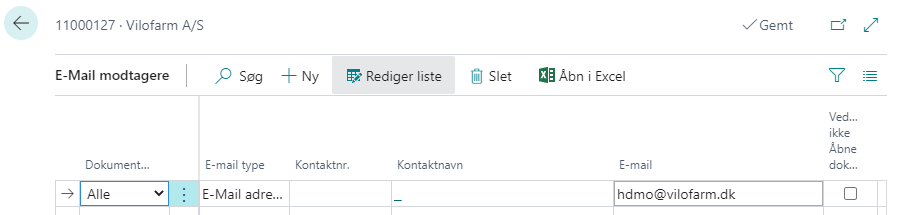 11000127 · Vilofarm A/S
Gemt
E-Mail modtagere
Søg
Ny
Rediger liste
Slet
Åbn i Excel
Ved...
ikke
Åbne
dok...
Dokument...
E-mail type
Kontaktnr.
Kontaktnavn
E-mail
Alle
E-Mail adre...
_
hdmo@vilofarm.dk